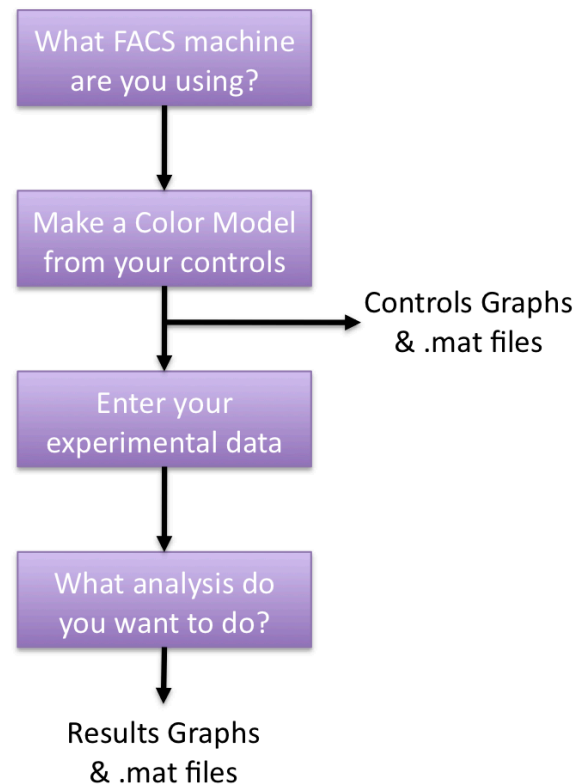 What FACS machine
are you using?
Make a Color Model
from your controls
Controls Graphs
& .mat files
Enter your
experimental data
What analysis do
you want to do?
Results Graphs
& .mat files